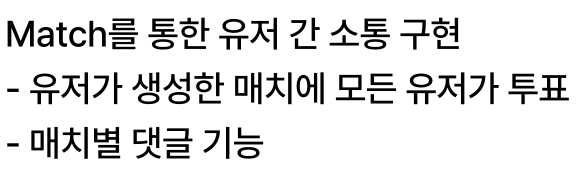 Match를 통한 유저 간 소통 구현
- 유저가 생성한 매치에 모든 유저가 투표
- 매치별 댓글 기능